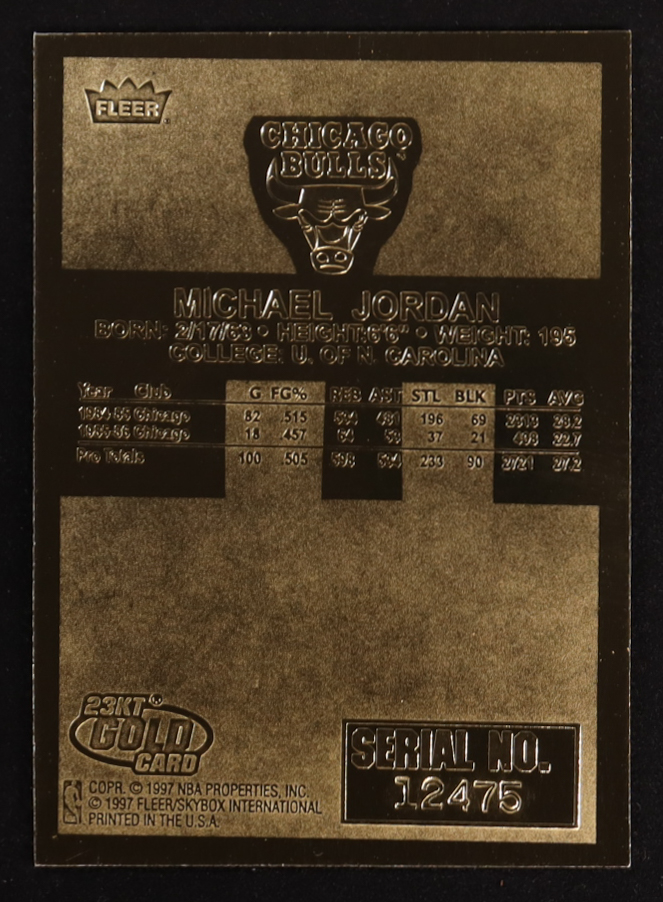 FLEER
CHICAGO
BULLS
MICHAEL JORDAN
BORN: 2/17/63 • HEIGHT:6'6" • WEIGHT: 195
COLLEGE: U. OF N. CAROLINA
Year Club G FG% REB AST STL BLK PTS AVG
1984-85 Chicago 82 .515 534 481 196 69 2313 28.2
1985-86 Chicago 18 .457 64 53 37 21 408 22.7
Pro Totals 100 .505 598 534 233 90 2721 27.2
23KT
GOLD
CARD
COPR. © 1997 NBA PROPERTIES, INC.
© 1997 FLEER/SKYBOX INTERNATIONAL
PRINTED IN THE U.S.A.
SERIAL NO.
12475